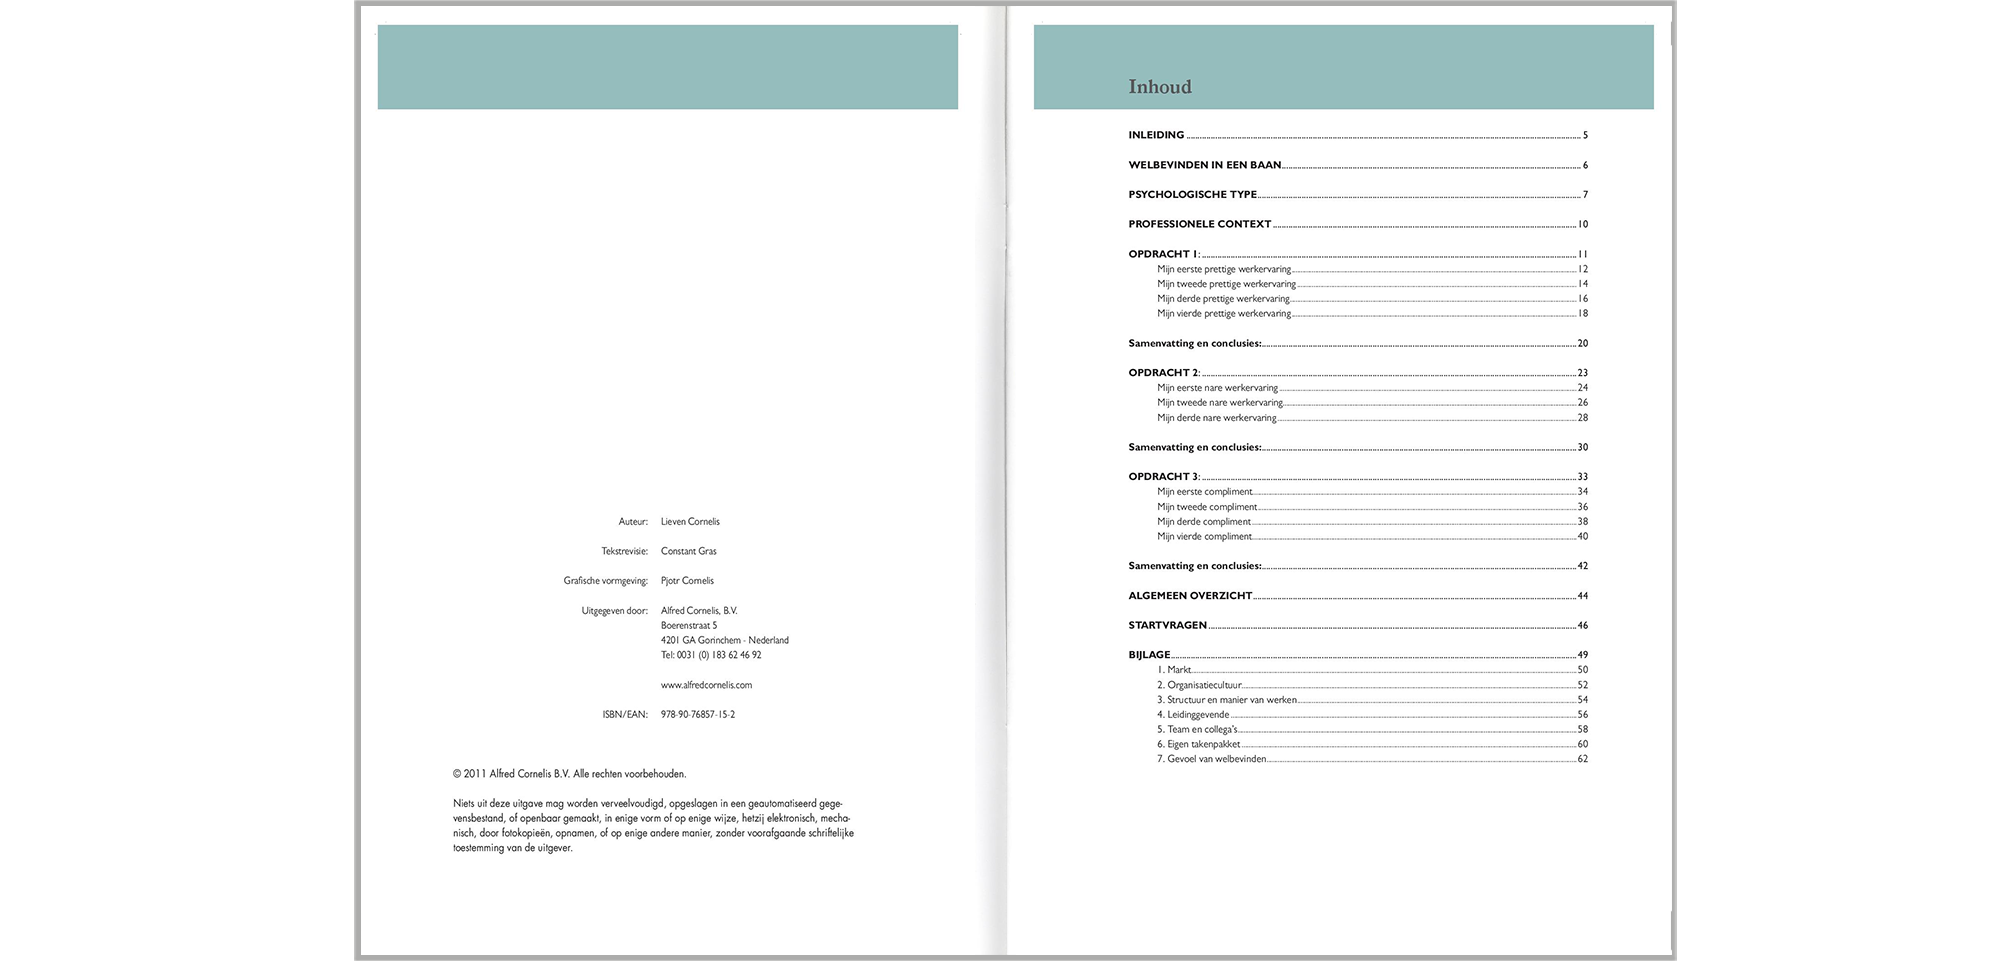 Auteur: Lieven Cornelis
Tekstrevisie: Constant Gras
Grafische vormgeving: Pjotr Cornelis
Uitgegeven door: Alfred Cornelis, B.V.
Boerenstraat 5
4201 GA Gorinchem - Nederland
Tel: 0031 (0) 183 62 46 92
www.alfredcornelis.com
ISBN/EAN: 978-90-76857-15-2
© 2011 Alfred Cornelis B.V. Alle rechten voorbehouden.
Niets uit deze uitgave mag worden verveelvoudigd, opgeslagen in een geautomatiseerd gege-
vensbestand, of openbaar gemaakt, in enige vorm of op enige wijze, hetzij elektronisch, mecha-
nisch, door fotokopieën, opnamen, of op enige andere manier, zonder voorafgaande schriftelijke
toestemming van de uitgever.
Inhoud
INLEIDING 5
WELBEVINDEN IN EEN BAAN 6
PSYCHOLOGISCHE TYPE 7
PROFESSIONELE CONTEXT 10
OPDRACHT 1: 11
Mijn eerste prettige werkervaring 12
Mijn tweede prettige werkervaring 14
Mijn derde prettige werkervaring 16
Mijn vierde prettige werkervaring 18
Samenvatting en conclusies: 20
OPDRACHT 2: 23
Mijn eerste nare werkervaring 24
Mijn tweede nare werkervaring 26
Mijn derde nare werkervaring 28
Samenvatting en conclusies: 30
OPDRACHT 3: 33
Mijn eerste compliment 34
Mijn tweede compliment 36
Mijn derde compliment 38
Mijn vierde compliment 40
Samenvatting en conclusies: 42
ALGEMEEN OVERZICHT 44
STARTVRAGEN 46
BIJLAGE 49
1. Markt 50
2. Organisatiecultuur 52
3. Structuur en manier van werken 54
4. Leidinggevende 56
5. Team en collega's 58
6. Eigen takenpakket 60
7. Gevoel van welbevinden 62